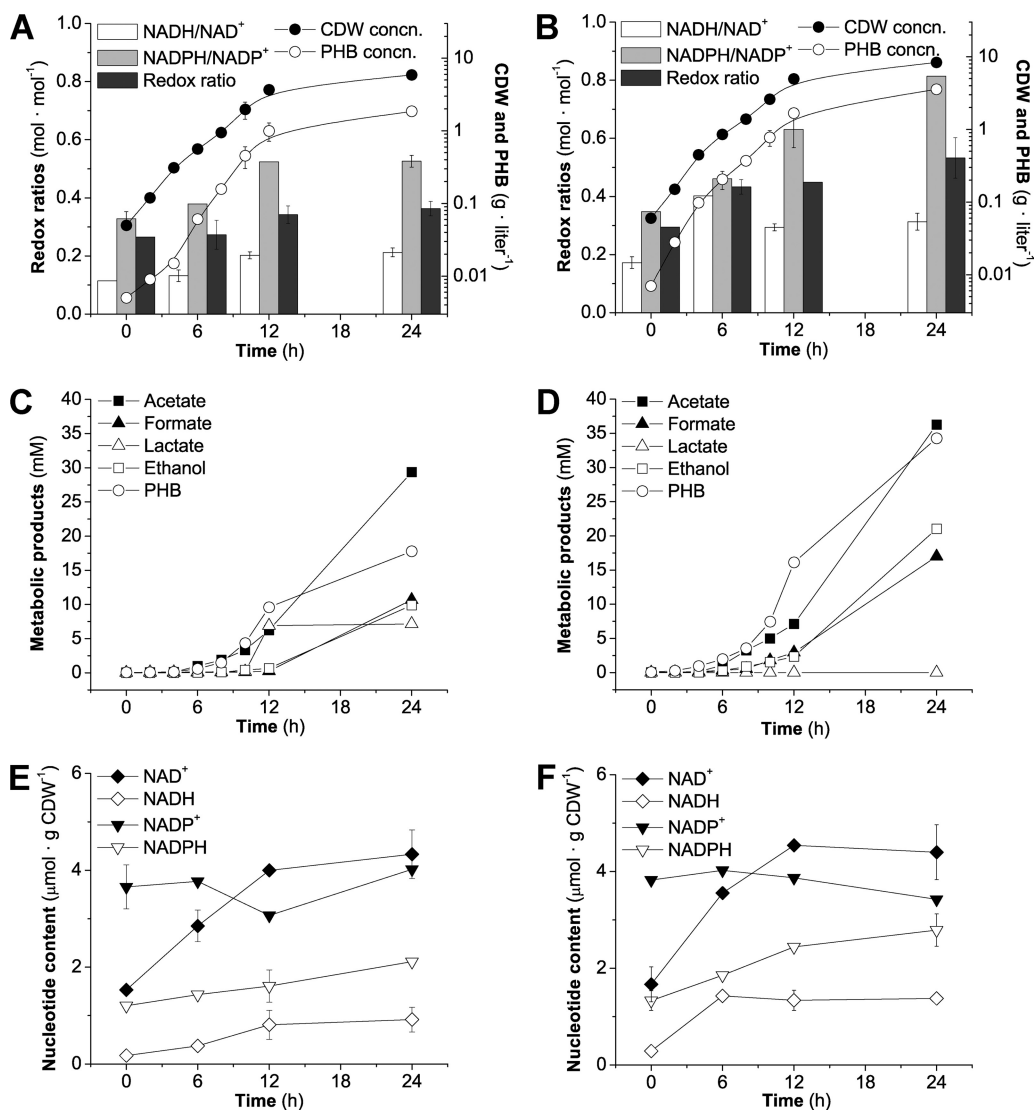 A
NADH/NAD⁺
NADPH/NADP⁺
Redox ratio
CDW concn.
PHB concn.
Redox ratios (mol · mol⁻¹)
1.0
0.8
0.6
0.4
0.2
0.0
0 6 12 18 24
Time (h)
10
1
0.1
0.01
CDW and PHB (g · liter⁻¹)
B
NADH/NAD⁺
NADPH/NADP⁺
Redox ratio
CDW concn.
PHB concn.
Redox ratios (mol · mol⁻¹)
1.0
0.8
0.6
0.4
0.2
0.0
0 6 12 18 24
Time (h)
10
1
0.1
0.01
CDW and PHB (g · liter⁻¹)
C
Acetate
Formate
Lactate
Ethanol
PHB
Metabolic products (mM)
40
35
30
25
20
15
10
5
0
0 6 12 18 24
Time (h)
D
Acetate
Formate
Lactate
Ethanol
PHB
Metabolic products (mM)
40
35
30
25
20
15
10
5
0
0 6 12 18 24
Time (h)
E
NAD⁺
NADH
NADP⁺
NADPH
Nucleotide content (μmol · g CDW⁻¹)
6
4
2
0
0 6 12 18 24
Time (h)
F
NAD⁺
NADH
NADP⁺
NADPH
Nucleotide content (μmol · g CDW⁻¹)
6
4
2
0
0 6 12 18 24
Time (h)